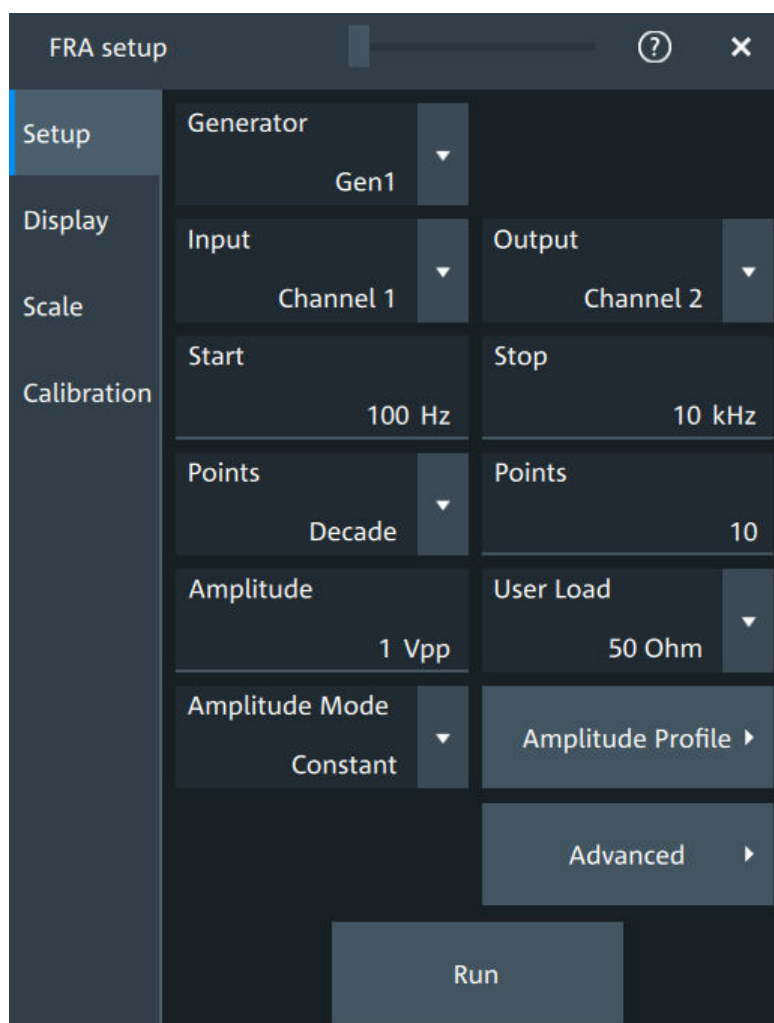 FRA setup ?
Setup
Display
Scale
Calibration
Generator
Gen1
Input
Channel 1
Output
Channel 2
Start
100 Hz
Stop
10 kHz
Points
Decade
Points
10
Amplitude
1 Vpp
User Load
50 Ohm
Amplitude Mode
Constant
Amplitude Profile
Advanced
Run